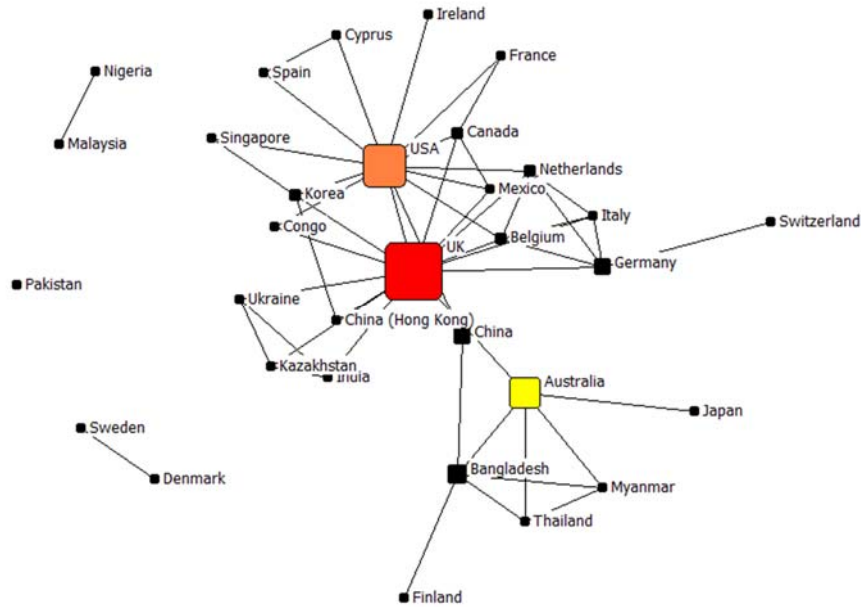 Ireland
Cyprus
France
Nigeria
Spain
Canada
Singapore
Malaysia
USA
Netherlands
Mexico
Korea
Italy
Switzerland
Congo
Belgium
UK
Germany
Pakistan
Ukraine
China (Hong Kong)
China
Kazakhstan
India
Australia
Japan
Sweden
Bangladesh
Denmark
Myanmar
Thailand
Finland